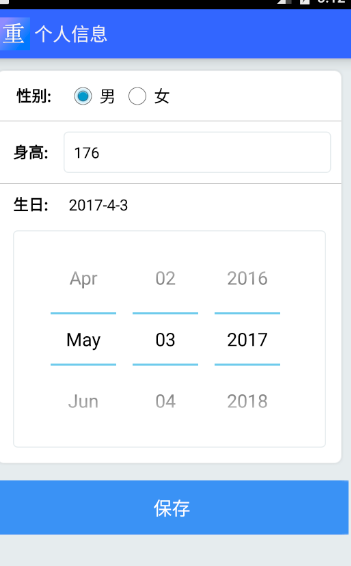 重 个人信息
性别: 男 女
身高: 176
生日: 2017-4-3
Apr 02 2016
May 03 2017
Jun 04 2018
保存